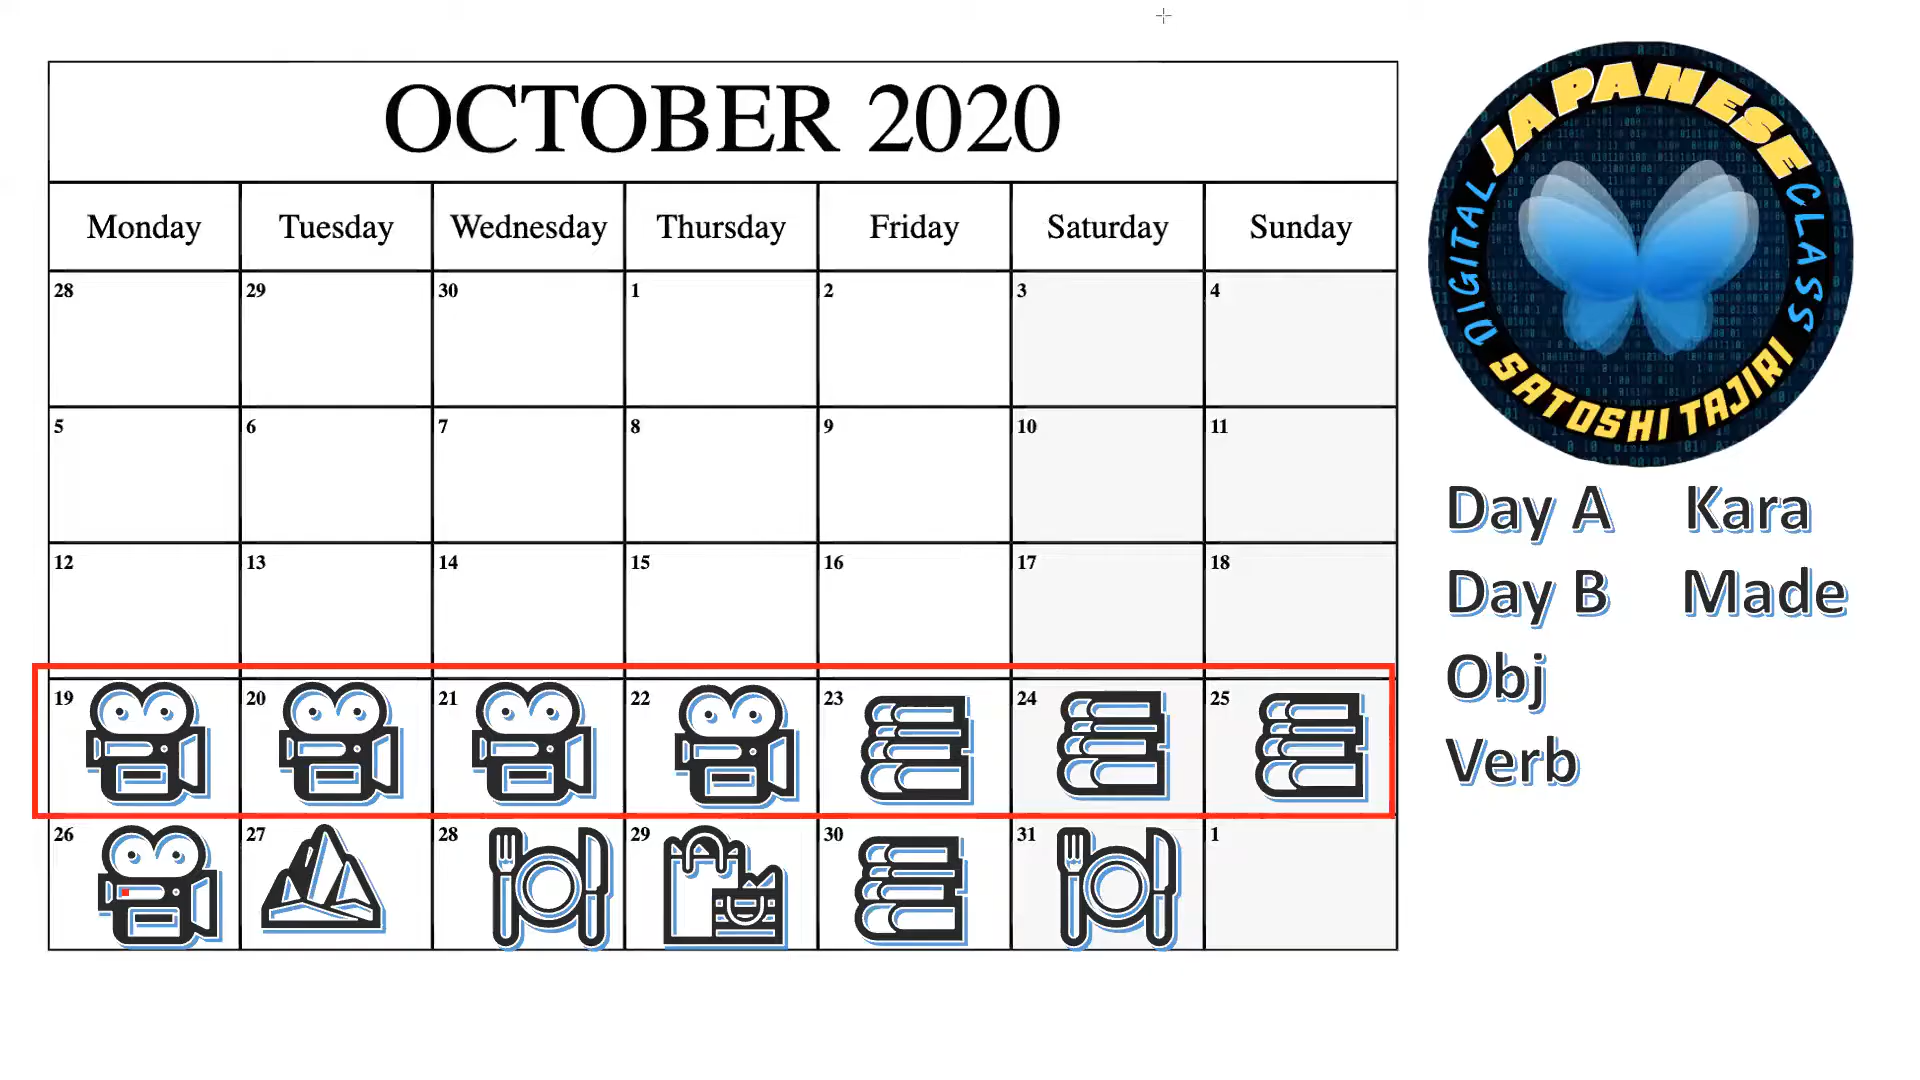 OCTOBER 2020
Monday Tuesday Wednesday Thursday Friday Saturday Sunday
28 29 30 1 2 3 4
5 6 7 8 9 10 11
12 13 14 15 16 17 18
19 20 21 22 23 24 25
26 27 28 29 30 31 1
DIGITAL JAPANESE CLASS
SATOSHI TAJIRI
Day A Kara
Day B Made
Obj
Verb